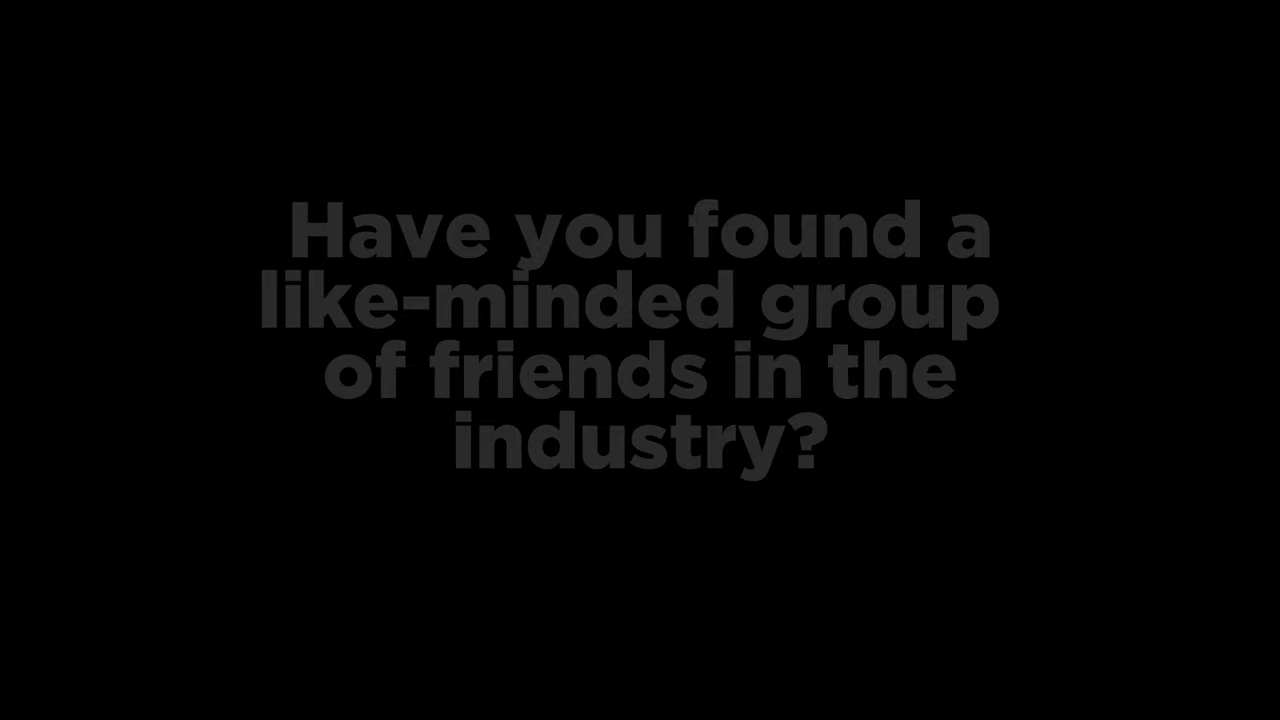 Have you found a
like-minded group
of friends in the
industry?